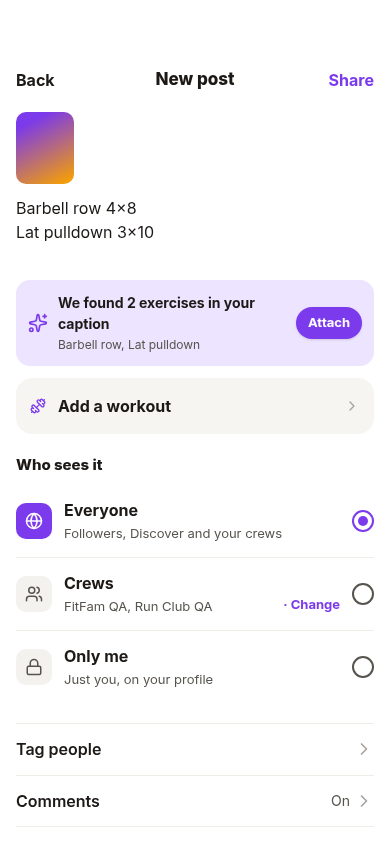 Back
New post
Share
Barbell row 4×8
Lat pulldown 3×10
We found 2 exercises in your
caption
Barbell row, Lat pulldown
Attach
Add a workout
Who sees it
Everyone
Followers, Discover and your crews
Crews
FitFam QA, Run Club QA
· Change
Only me
Just you, on your profile
Tag people
Comments
On